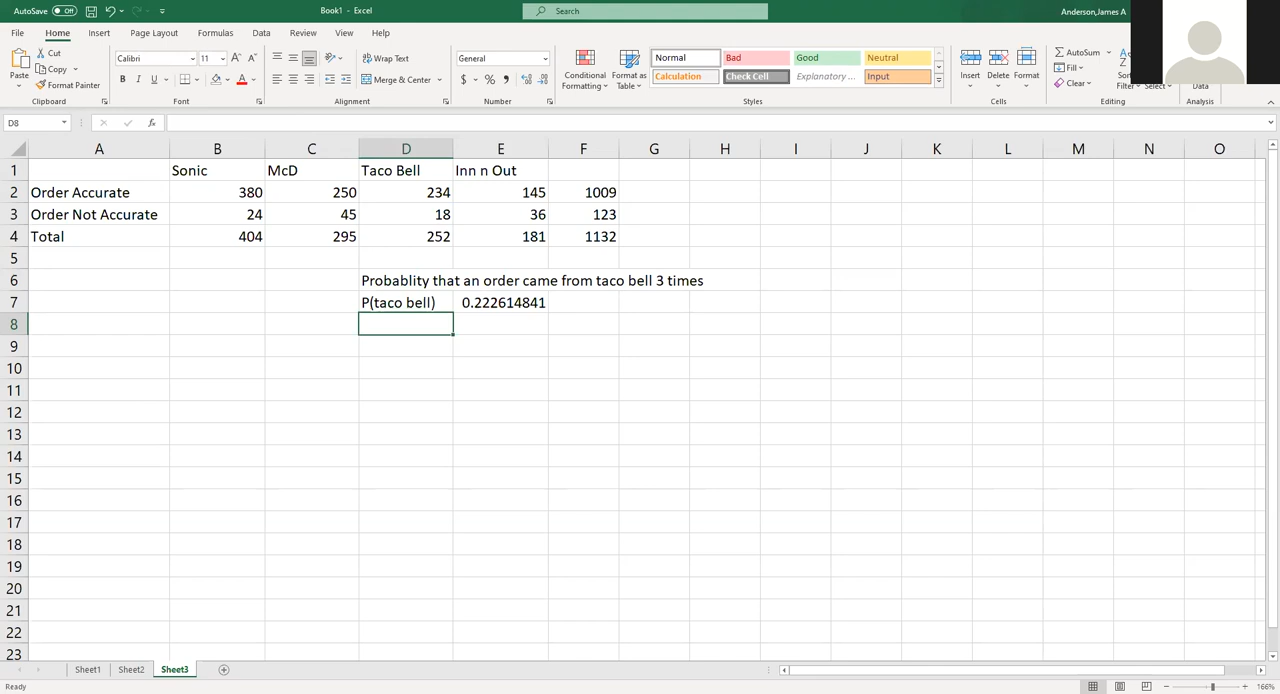 AutoSave Off Book1 - Excel Search Anderson,James A
File Home Insert Page Layout Formulas Data Review View Help
Paste Cut Copy Format Painter Clipboard
Calibri 11 A A B I U A Font
Wrap Text Merge & Center Alignment
General $ % 9 Number
Conditional Formatting Format as Table
Normal Bad Good Neutral
Calculation Check Cell Explanatory ... Input
Styles
Insert Delete Format Cells
AutoSum Fill Clear Filter Select Editing
Data Analysis
D8 fx
A B C D E F G H I J K L M N O
1 Sonic McD Taco Bell Inn n Out
2 Order Accurate 380 250 234 145 1009
3 Order Not Accurate 24 45 18 36 123
4 Total 404 295 252 181 1132
5
6 Probablity that an order came from taco bell 3 times
7 P(taco bell) 0.222614841
8
9
10
11
12
13
14
15
16
17
18
19
20
21
22
23
Sheet1 Sheet2 Sheet3
Ready 166%